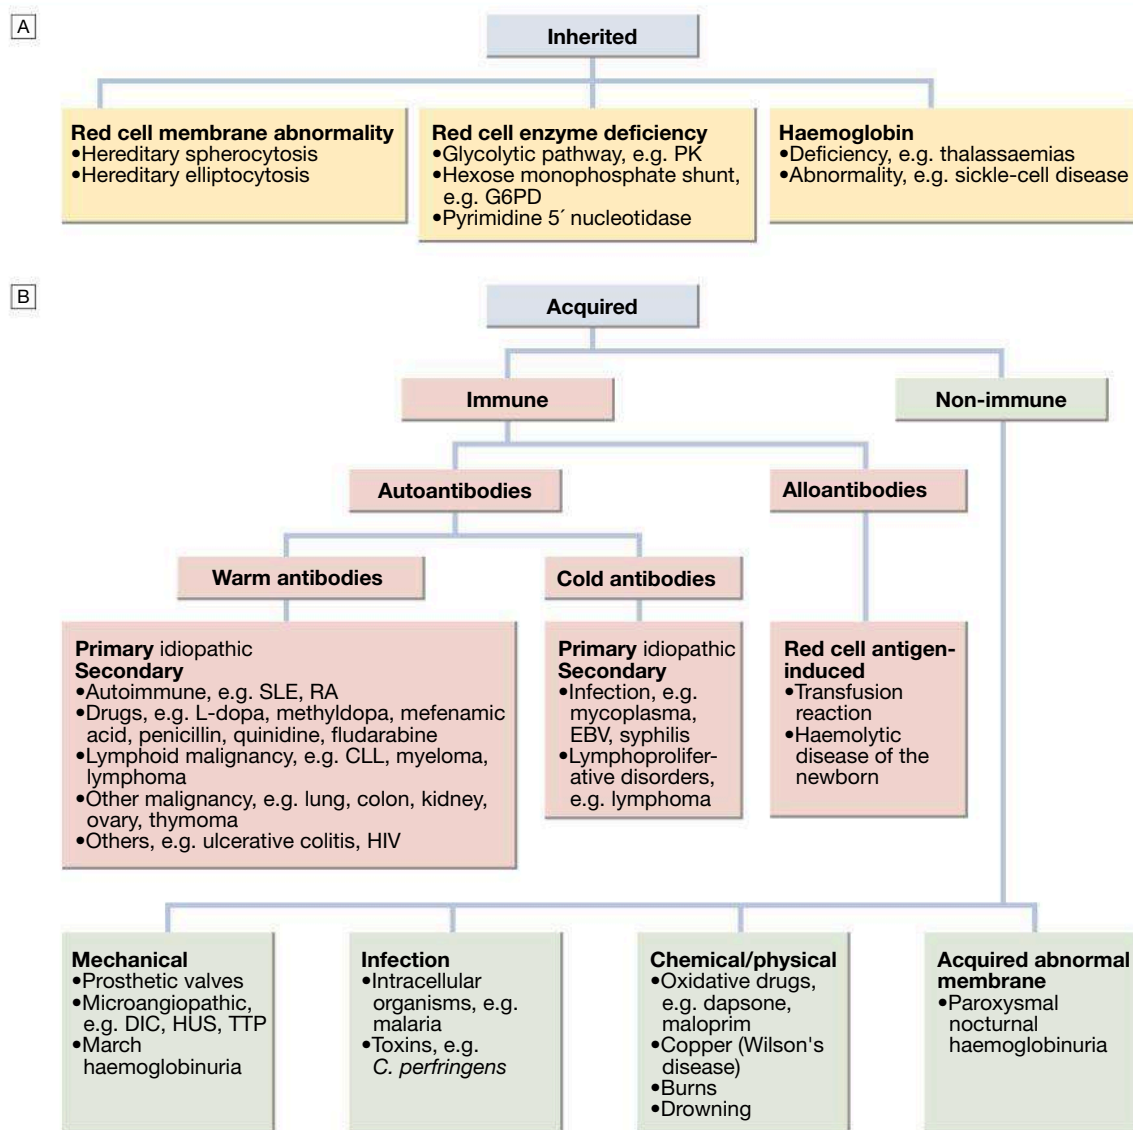 A
Inherited
Red cell membrane abnormality
•Hereditary spherocytosis
•Hereditary elliptocytosis
Red cell enzyme deficiency
•Glycolytic pathway, e.g. PK
•Hexose monophosphate shunt,
e.g. G6PD
•Pyrimidine 5´ nucleotidase
Haemoglobin
•Deficiency, e.g. thalassaemias
•Abnormality, e.g. sickle-cell disease
B
Acquired
Immune
Non-immune
Autoantibodies
Alloantibodies
Warm antibodies
Cold antibodies
Primary idiopathic
Secondary
•Autoimmune, e.g. SLE, RA
•Drugs, e.g. L-dopa, methyldopa, mefenamic
acid, penicillin, quinidine, fludarabine
•Lymphoid malignancy, e.g. CLL, myeloma,
lymphoma
•Other malignancy, e.g. lung, colon, kidney,
ovary, thymoma
•Others, e.g. ulcerative colitis, HIV
Primary idiopathic
Secondary
•Infection, e.g.
mycoplasma,
EBV, syphilis
•Lymphoprolifer-
ative disorders,
e.g. lymphoma
Red cell antigen-
induced
•Transfusion
reaction
•Haemolytic
disease of the
newborn
Mechanical
•Prosthetic valves
•Microangiopathic,
e.g. DIC, HUS, TTP
•March
haemoglobinuria
Infection
•Intracellular
organisms, e.g.
malaria
•Toxins, e.g.
C. perfringens
Chemical/physical
•Oxidative drugs,
e.g. dapsone,
maloprim
•Copper (Wilson's
disease)
•Burns
•Drowning
Acquired abnormal
membrane
•Paroxysmal
nocturnal
haemoglobinuria